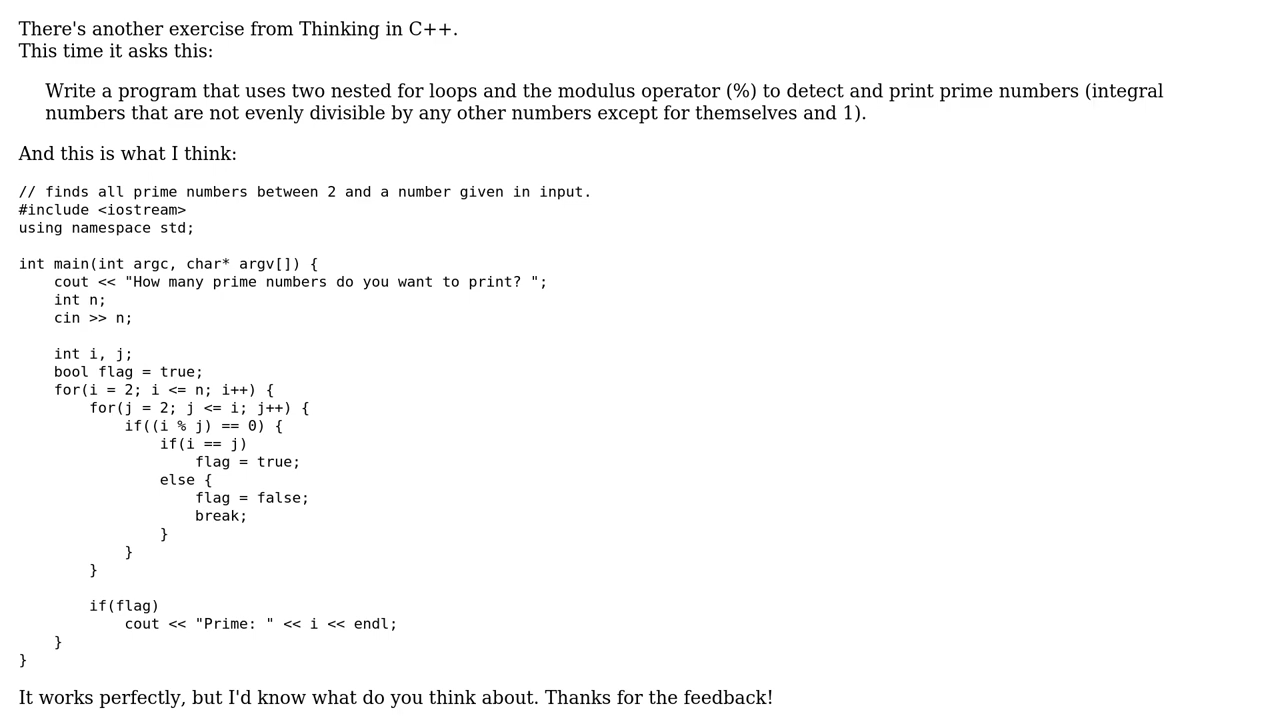 There's another exercise from Thinking in C++.
This time it asks this:
Write a program that uses two nested for loops and the modulus operator (%) to detect and print prime numbers (integral
numbers that are not evenly divisible by any other numbers except for themselves and 1).
And this is what I think:
// finds all prime numbers between 2 and a number given in input.
#include <iostream>
using namespace std;
int main(int argc, char* argv[]) {
    cout << "How many prime numbers do you want to print? ";
    int n;
    cin >> n;
    int i, j;
    bool flag = true;
    for(i = 2; i <= n; i++) {
        for(j = 2; j <= i; j++) {
            if((i % j) == 0) {
                if(i == j)
                    flag = true;
                else {
                    flag = false;
                    break;
                }
            }
        }
        if(flag)
            cout << "Prime: " << i << endl;
    }
}
It works perfectly, but I'd know what do you think about. Thanks for the feedback!